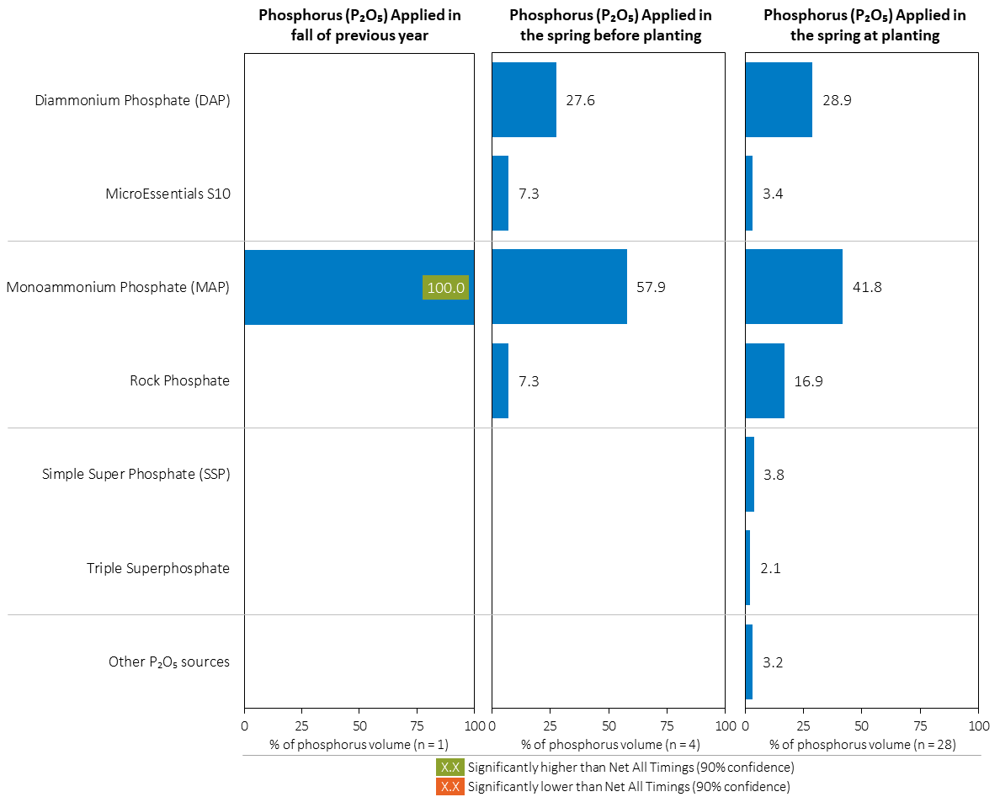 Phosphorus (P₂O₅) Applied in
fall of previous year
Phosphorus (P₂O₅) Applied in
the spring before planting
Phosphorus (P₂O₅) Applied in
the spring at planting
Diammonium Phosphate (DAP)
27.6
28.9
MicroEssentials S10
7.3
3.4
Monoammonium Phosphate (MAP)
100.0
57.9
41.8
Rock Phosphate
7.3
16.9
Simple Super Phosphate (SSP)
3.8
Triple Superphosphate
2.1
Other P₂O₅ sources
3.2
0 25 50 75 100
0 25 50 75 100
0 25 50 75 100
% of phosphorus volume (n = 1)
% of phosphorus volume (n = 4)
% of phosphorus volume (n = 28)
X.X Significantly higher than Net All Timings (90% confidence)
X.X Significantly lower than Net All Timings (90% confidence)